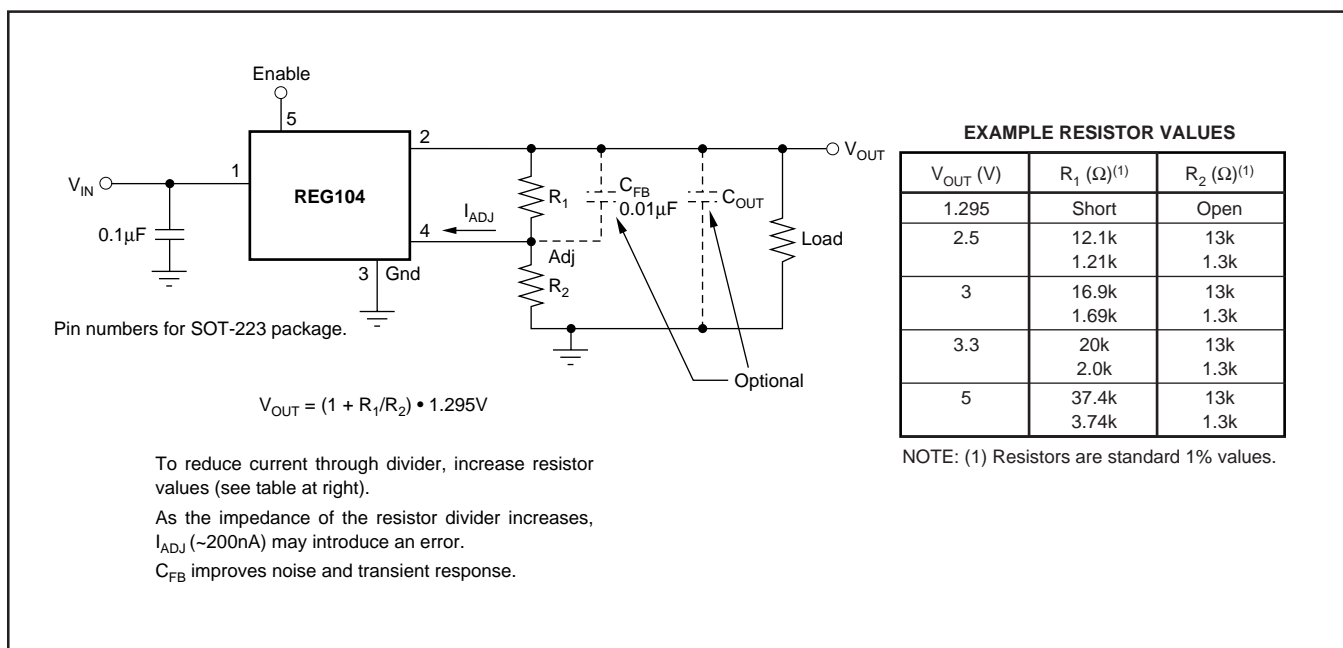 Enable
5
1
2
V_IN
REG104
V_OUT
0.1µF
I_ADJ
4
R_1
C_FB
0.01µF
C_OUT
Load
Adj
3 Gnd
R_2
Pin numbers for SOT-223 package.
Optional
V_OUT = (1 + R_1/R_2) • 1.295V
To reduce current through divider, increase resistor
values (see table at right).
As the impedance of the resistor divider increases,
I_ADJ (~200nA) may introduce an error.
C_FB improves noise and transient response.
EXAMPLE RESISTOR VALUES
V_OUT (V) R_1 (Ω)(1) R_2 (Ω)(1)
1.295 Short Open
2.5 12.1k 13k
1.21k 1.3k
3 16.9k 13k
1.69k 1.3k
3.3 20k 13k
2.0k 1.3k
5 37.4k 13k
3.74k 1.3k
NOTE: (1) Resistors are standard 1% values.